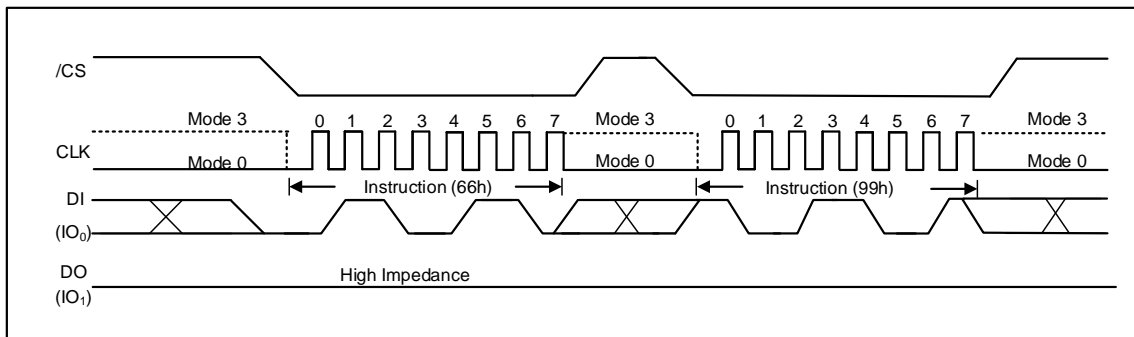 /CS
Mode 3 0 1 2 3 4 5 6 7 Mode 3 0 1 2 3 4 5 6 7 Mode 3
CLK
Mode 0 Mode 0 Mode 0
Instruction (66h) Instruction (99h)
DI
(IO₀)
DO
High Impedance
(IO₁)